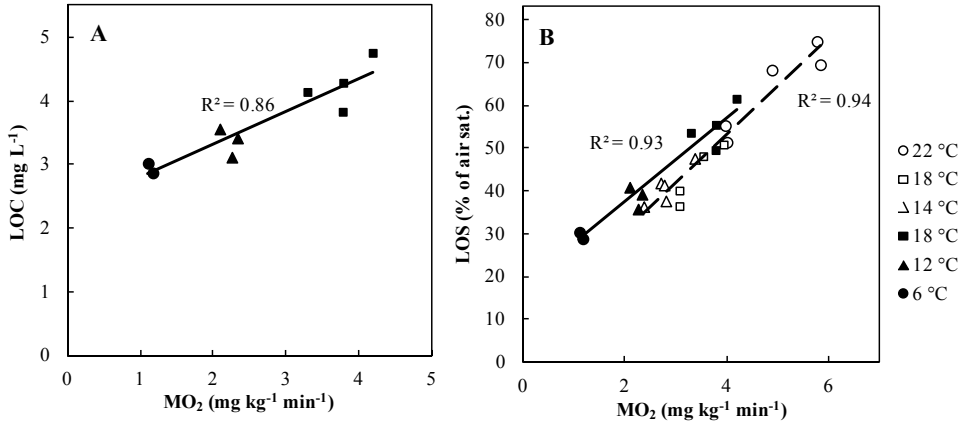 A
LOC (mg L⁻¹)
5
4
3
2
1
0
R² = 0.86
0 1 2 3 4 5
MO₂ (mg kg⁻¹ min⁻¹)
B
LOS (% of air sat.)
80
70
60
50
40
30
20
10
0
R² = 0.93
R² = 0.94
0 2 4 6
MO₂ (mg kg⁻¹ min⁻¹)
22 °C
18 °C
14 °C
18 °C
12 °C
6 °C